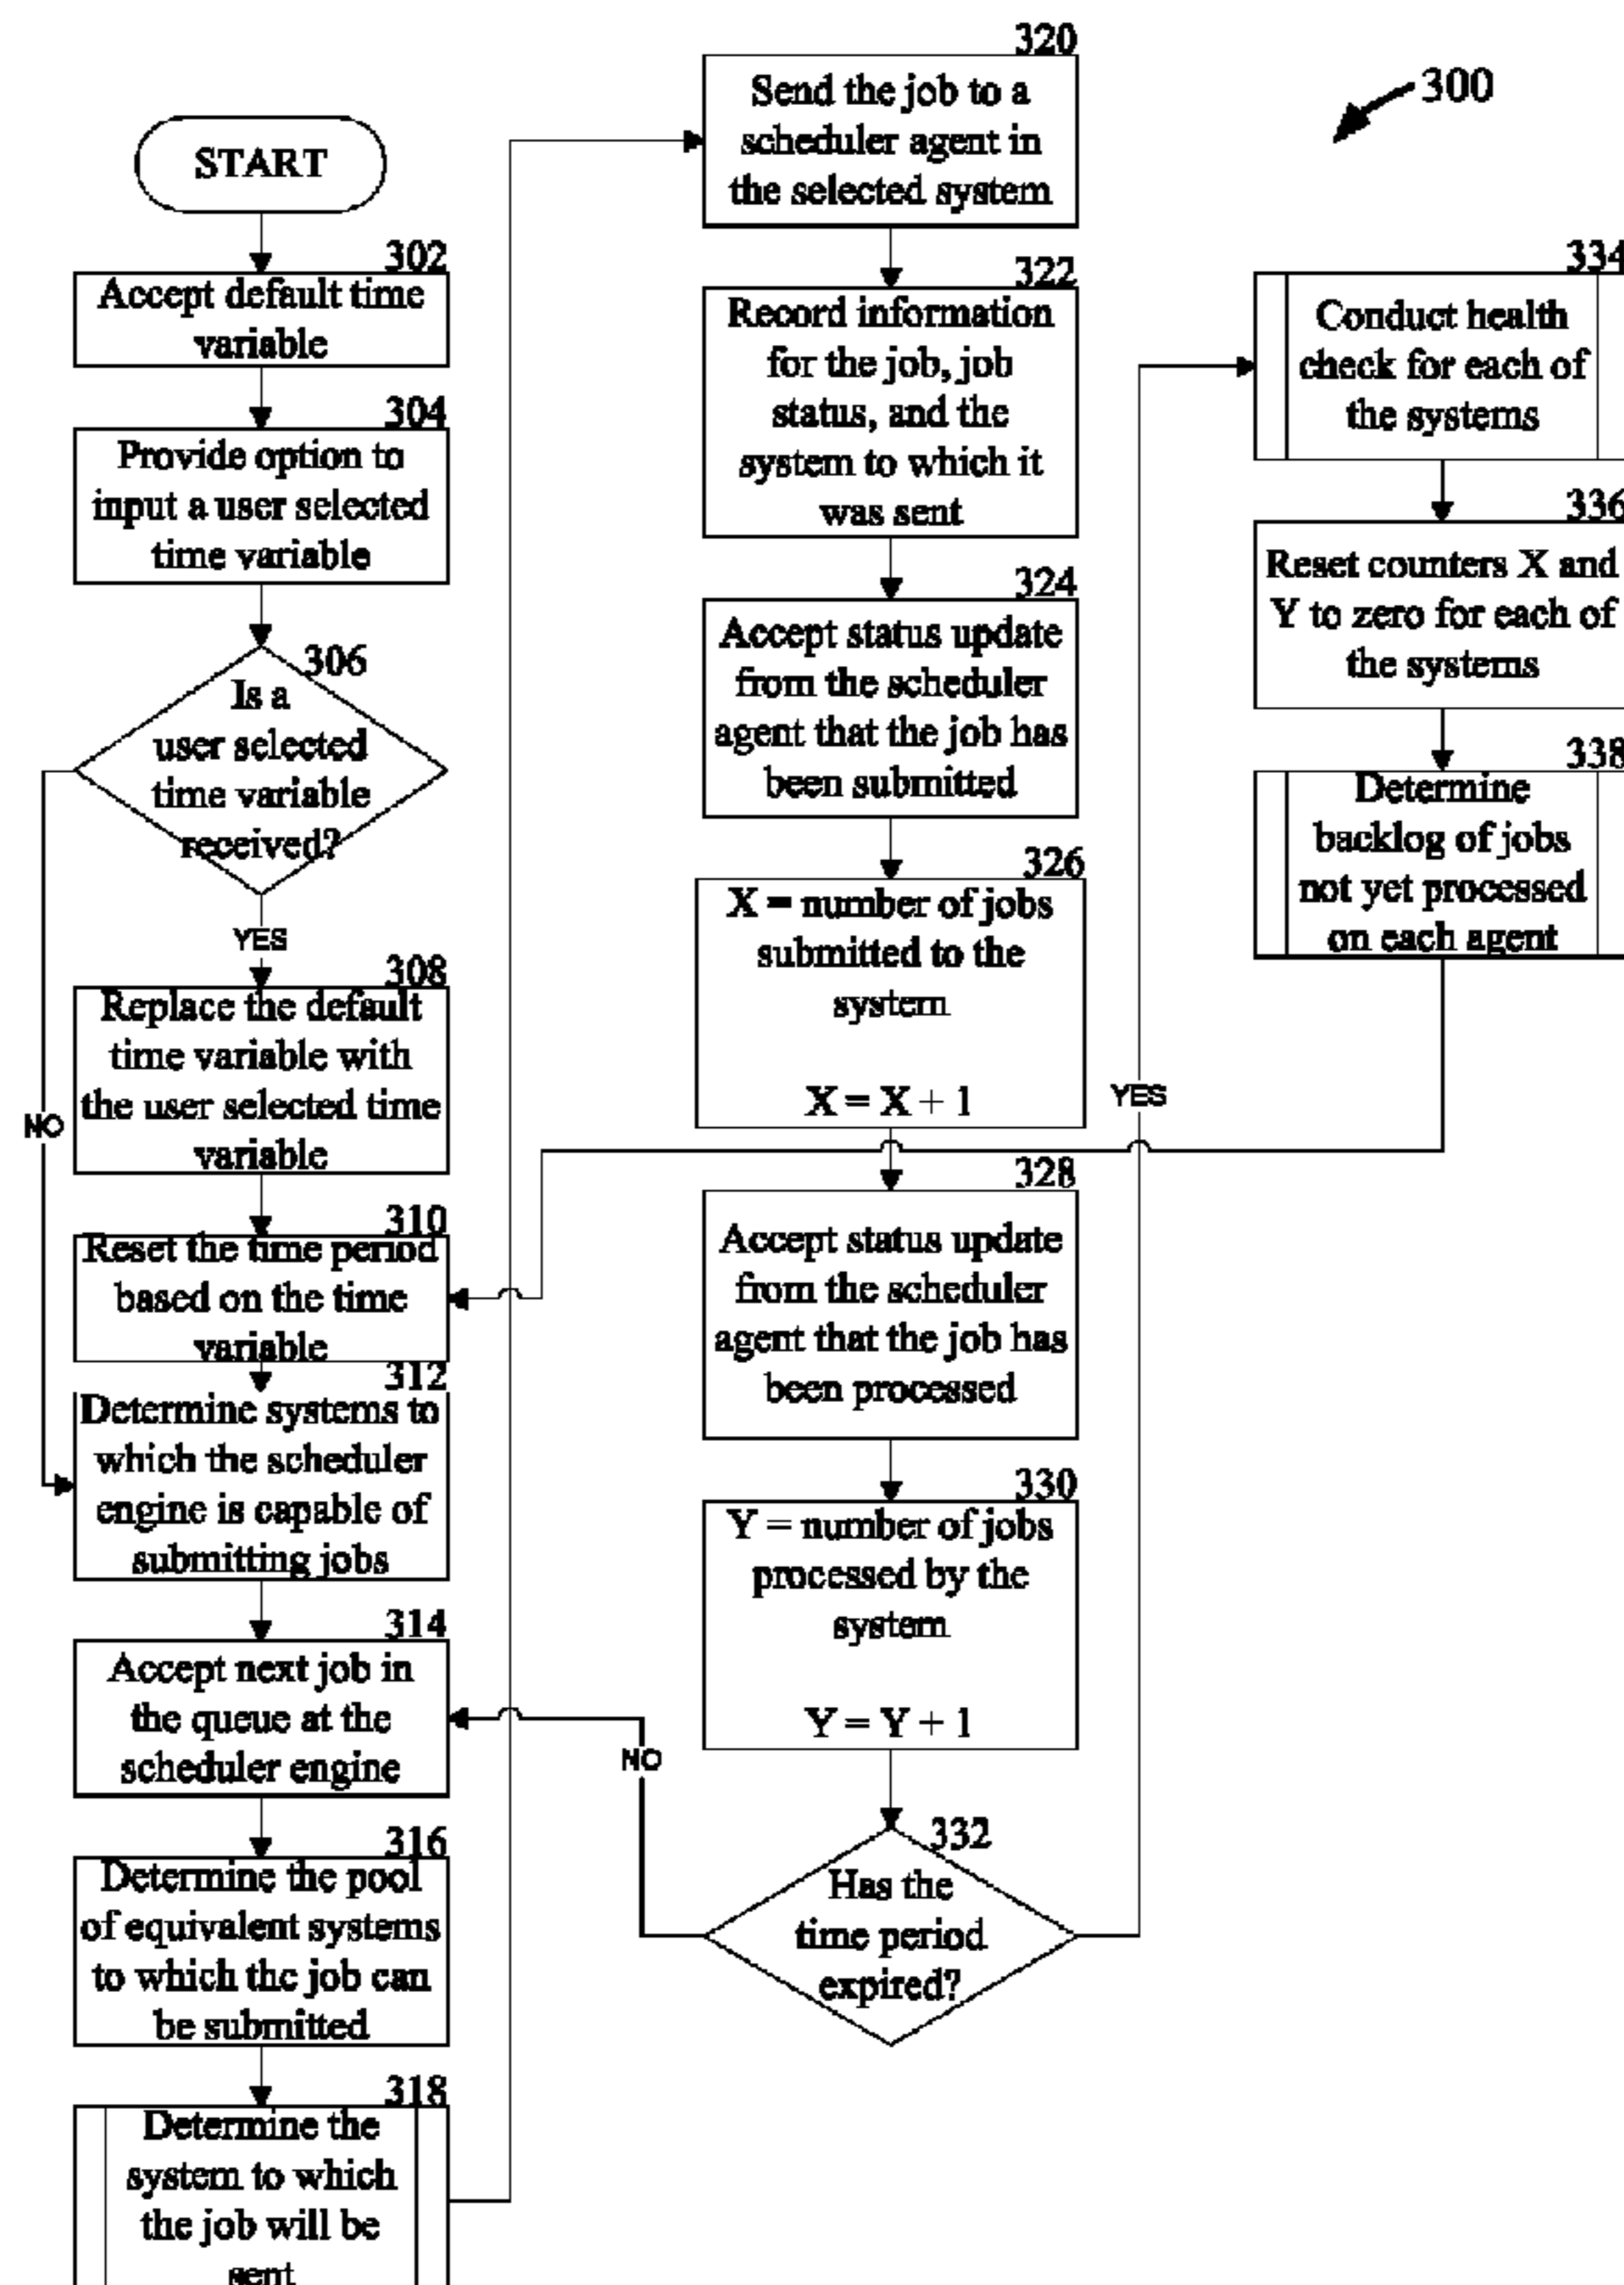 START
302
Accept default time
variable
304
Provide option to
input a user selected
time variable
306
Is a
user selected
time variable
received?
YES
NO
308
Replace the default
time variable with
the user selected time
variable
310
Reset the time period
based on the time
variable
312
Determine systems to
which the scheduler
engine is capable of
submitting jobs
314
Accept next job in
the queue at the
scheduler engine
316
Determine the pool
of equivalent systems
to which the job can
be submitted
318
Determine the
system to which
the job will be
sent
320
Send the job to a
scheduler agent in
the selected system
322
Record information
for the job, job
status, and the
system to which it
was sent
324
Accept status update
from the scheduler
agent that the job has
been submitted
326
X = number of jobs
submitted to the
system
X = X + 1
328
Accept status update
from the scheduler
agent that the job has
been processed
330
Y = number of jobs
processed by the
system
Y = Y + 1
332
Has the
time period
expired?
NO
YES
300
334
Conduct health
check for each of
the systems
336
Reset counters X and
Y to zero for each of
the systems
338
Determine
backlog of jobs
not yet processed
on each agent